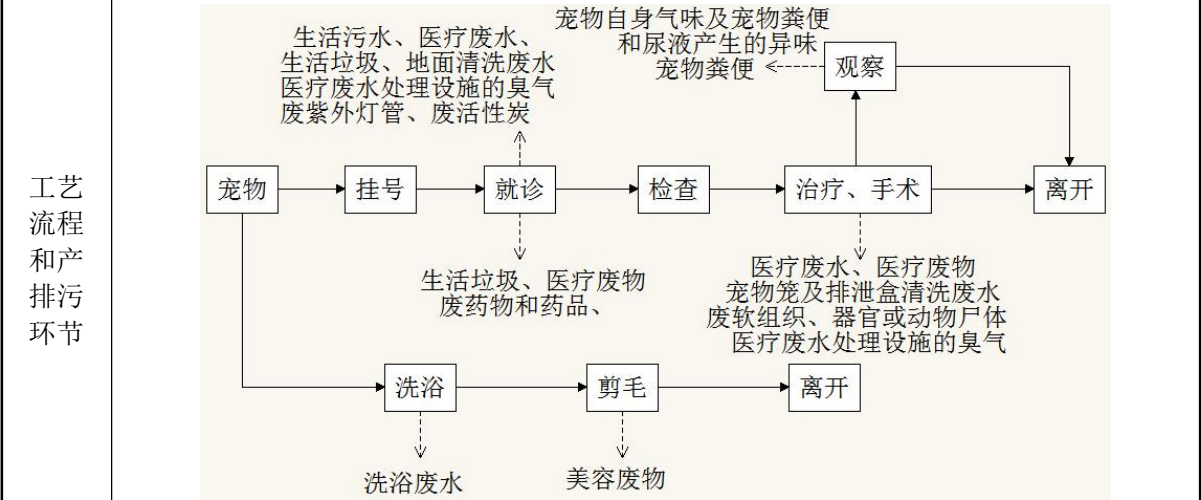 工艺
流程
和产
排污
环节
生活污水、医疗废水、
生活垃圾、地面清洗废水
医疗废水处理设施的臭气
废紫外灯管、废活性炭
宠物自身气味及宠物粪便
和尿液产生的异味
宠物粪便
观察
宠物
挂号
就诊
检查
治疗、手术
离开
生活垃圾、医疗废物
废药物和药品、
医疗废水、医疗废物
宠物笼及排泄盒清洗废水
废软组织、器官或动物尸体
医疗废水处理设施的臭气
洗浴
剪毛
离开
洗浴废水
美容废物